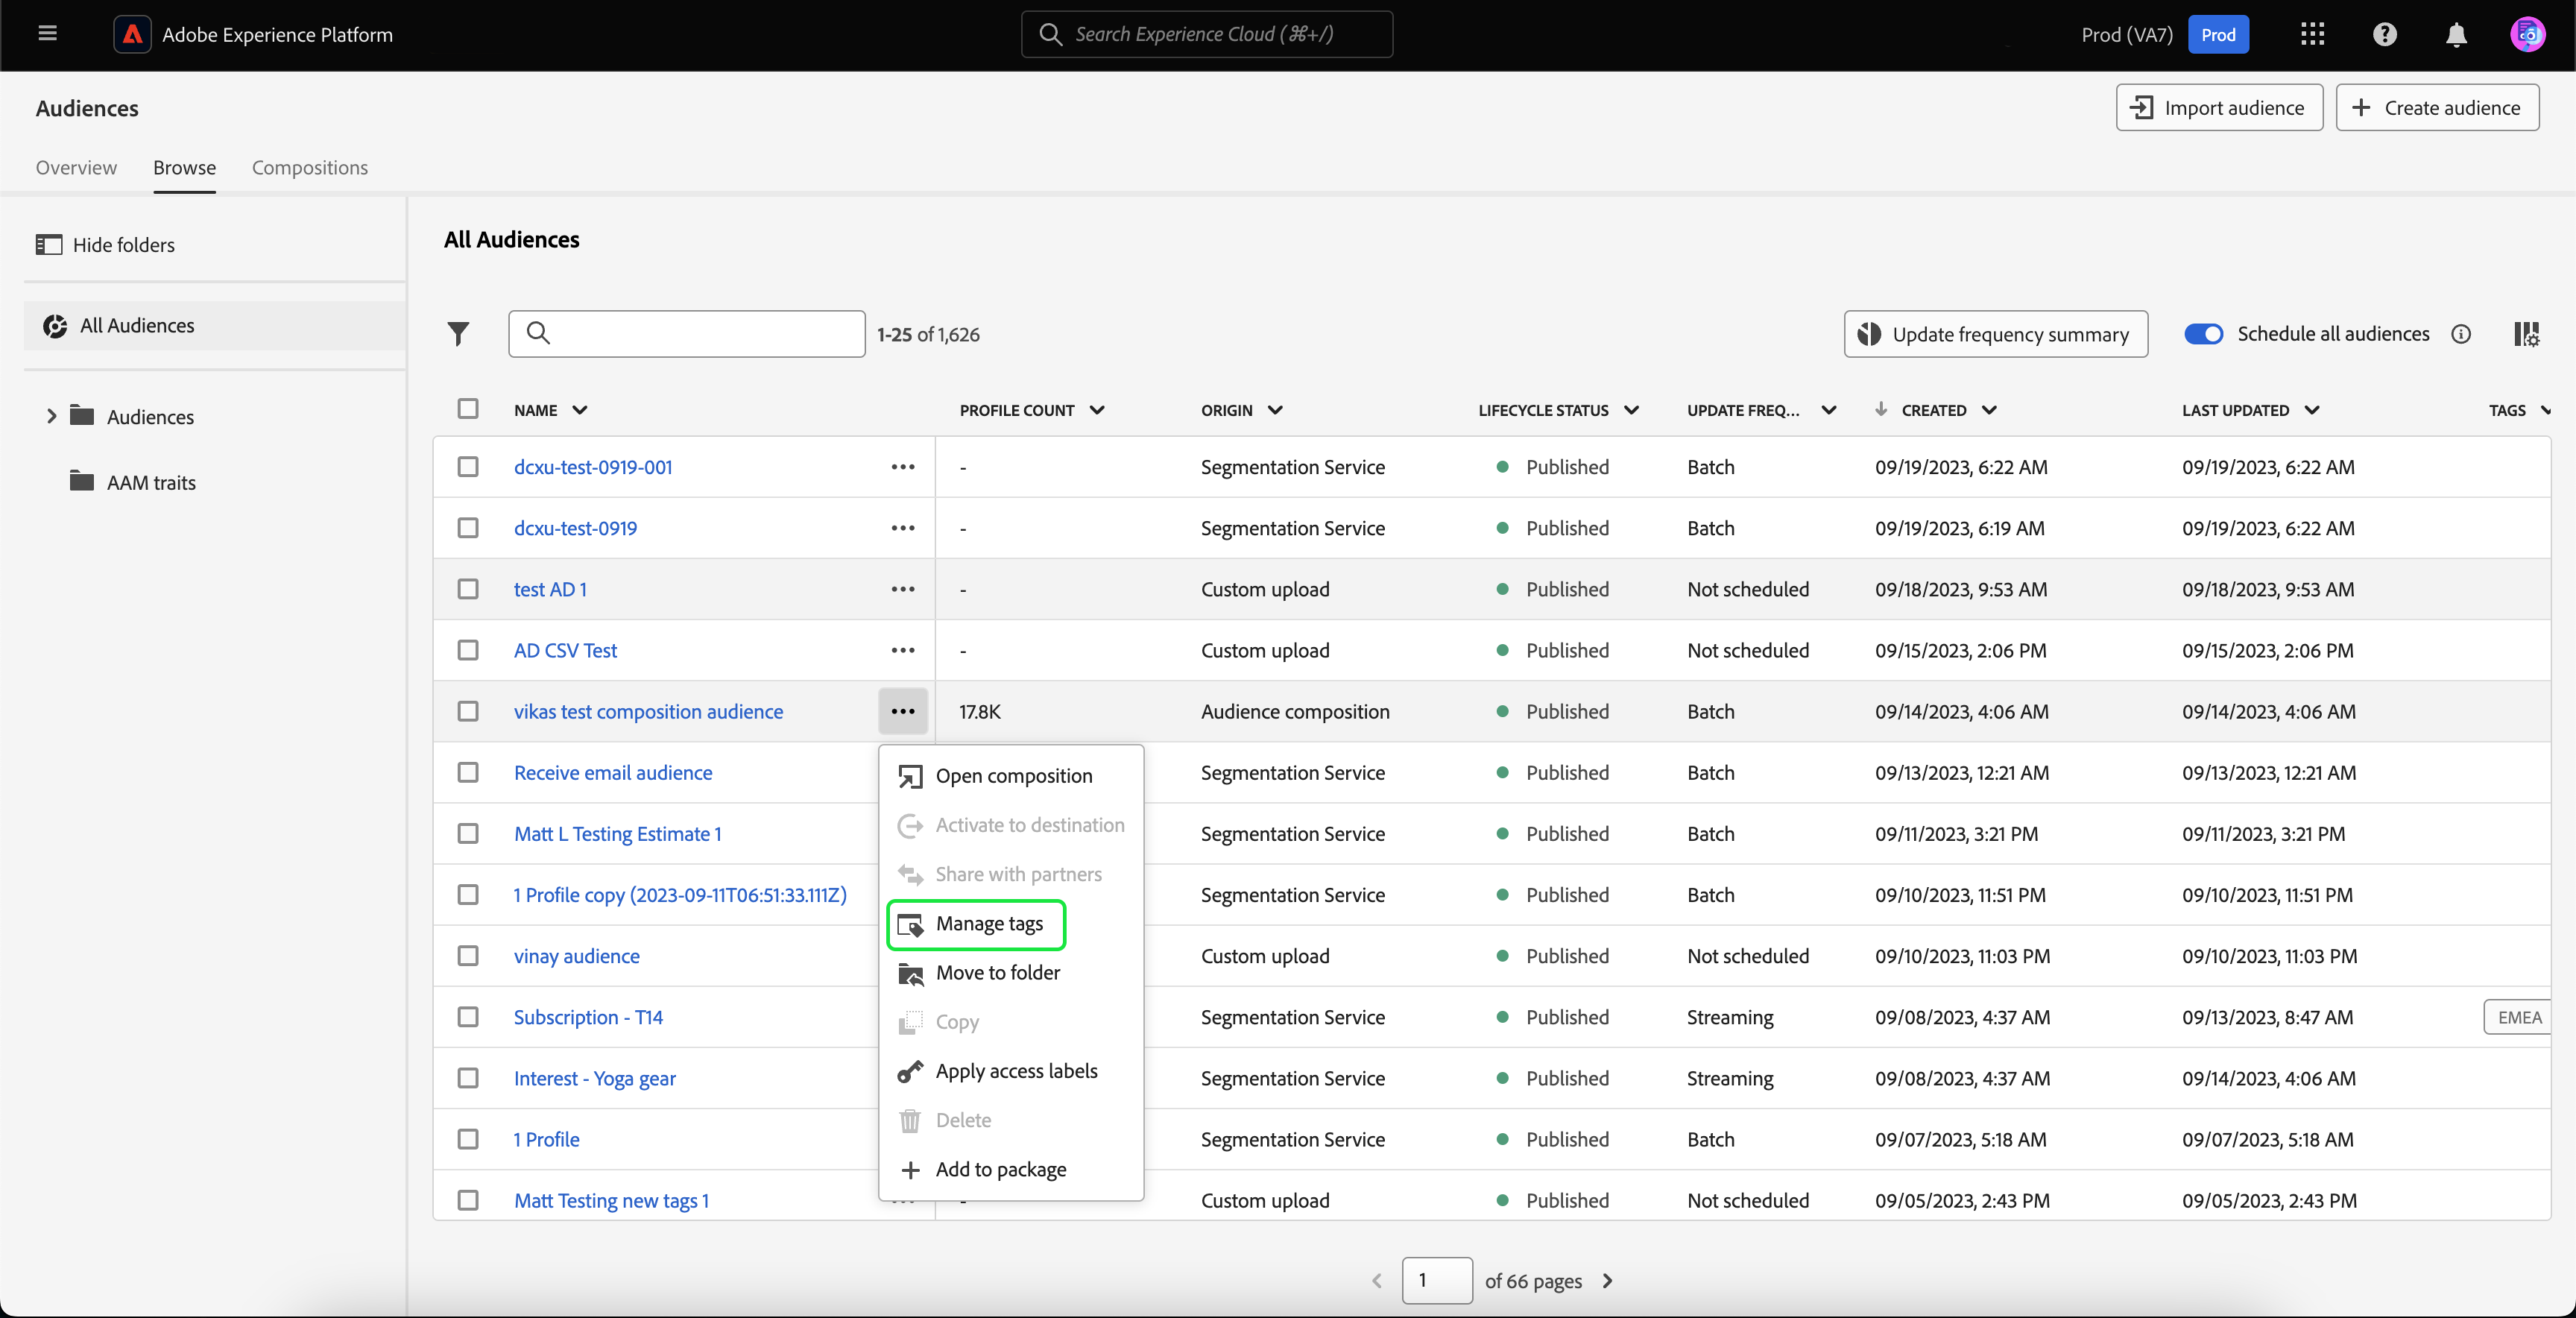 Adobe Experience Platform
Search Experience Cloud (⌘+/)
Prod (VA7)
Prod
Audiences
Import audience
Create audience
Overview
Browse
Compositions
Hide folders
All Audiences
Audiences
AAM traits
All Audiences
1-25 of 1,626
Update frequency summary
Schedule all audiences
NAME PROFILE COUNT ORIGIN LIFECYCLE STATUS UPDATE FREQ... CREATED LAST UPDATED TAGS
dcxu-test-0919-001 ... - Segmentation Service Published Batch 09/19/2023, 6:22 AM 09/19/2023, 6:22 AM
dcxu-test-0919 ... - Segmentation Service Published Batch 09/19/2023, 6:19 AM 09/19/2023, 6:22 AM
test AD 1 ... - Custom upload Published Not scheduled 09/18/2023, 9:53 AM 09/18/2023, 9:53 AM
AD CSV Test ... - Custom upload Published Not scheduled 09/15/2023, 2:06 PM 09/15/2023, 2:06 PM
vikas test composition audience ... 17.8K Audience composition Published Batch 09/14/2023, 4:06 AM 09/14/2023, 4:06 AM
Receive email audience Segmentation Service Published Batch 09/13/2023, 12:21 AM 09/13/2023, 12:21 AM
Matt L Testing Estimate 1 Segmentation Service Published Batch 09/11/2023, 3:21 PM 09/11/2023, 3:21 PM
1 Profile copy (2023-09-11T06:51:33.111Z) Segmentation Service Published Batch 09/10/2023, 11:51 PM 09/10/2023, 11:51 PM
vinay audience Custom upload Published Not scheduled 09/10/2023, 11:03 PM 09/10/2023, 11:03 PM
Subscription - T14 Segmentation Service Published Streaming 09/08/2023, 4:37 AM 09/13/2023, 8:47 AM EMEA
Interest - Yoga gear Segmentation Service Published Streaming 09/08/2023, 4:37 AM 09/14/2023, 4:06 AM
1 Profile Segmentation Service Published Batch 09/07/2023, 5:18 AM 09/07/2023, 5:18 AM
Matt Testing new tags 1 - Custom upload Published Not scheduled 09/05/2023, 2:43 PM 09/05/2023, 2:43 PM
Open composition
Activate to destination
Share with partners
Manage tags
Move to folder
Copy
Apply access labels
Delete
Add to package
1 of 66 pages